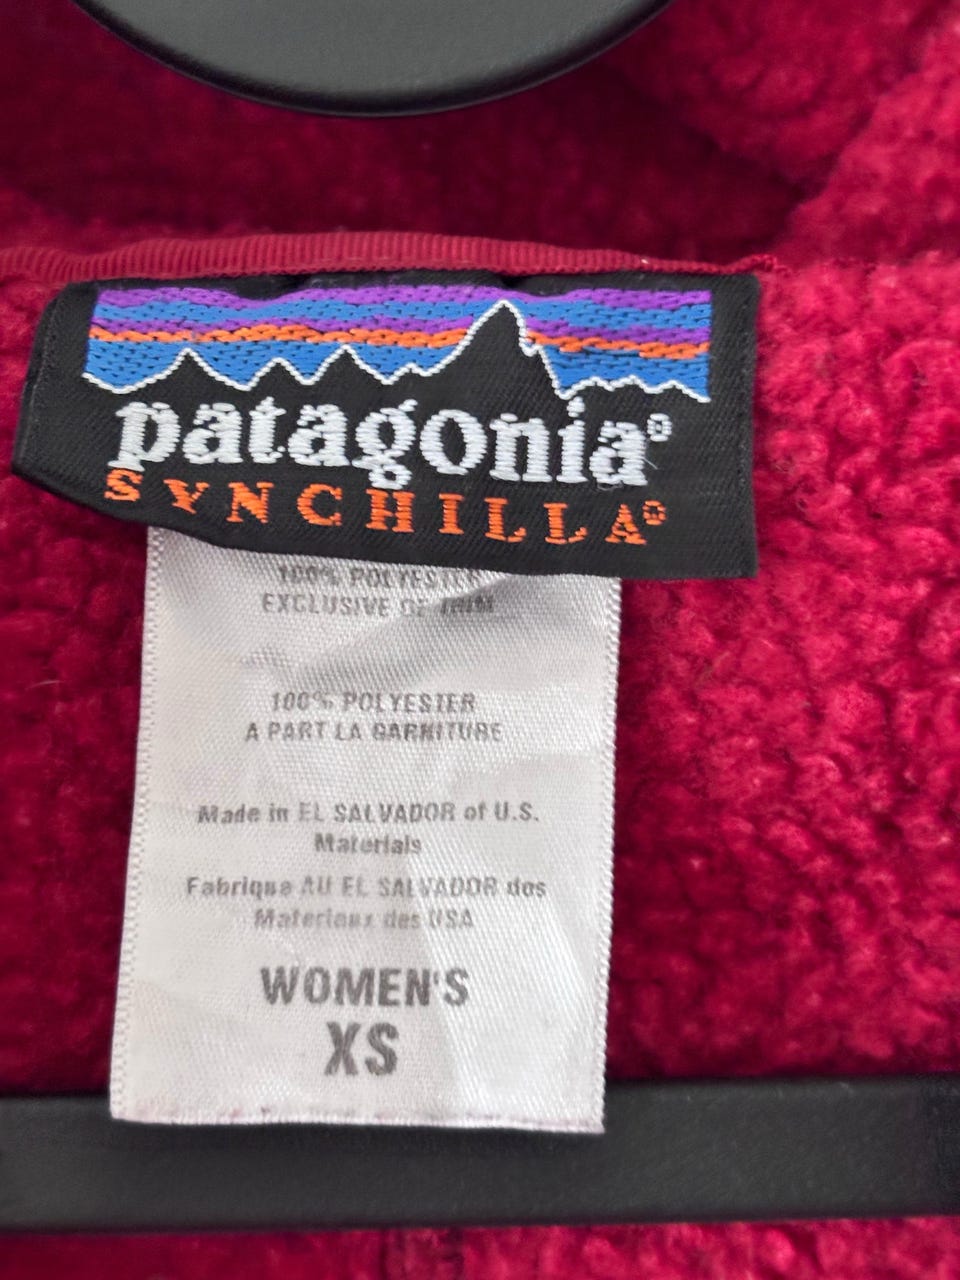 patagonia®
SYNCHILLA®
100% POLYESTER
EXCLUSIVE OF TRIM
100% POLYESTER
A PART LA GARNITURE
Made in EL SALVADOR of U.S.
Materials
Fabrique AU EL SALVADOR des
Materiaux des USA
WOMEN'S
XS